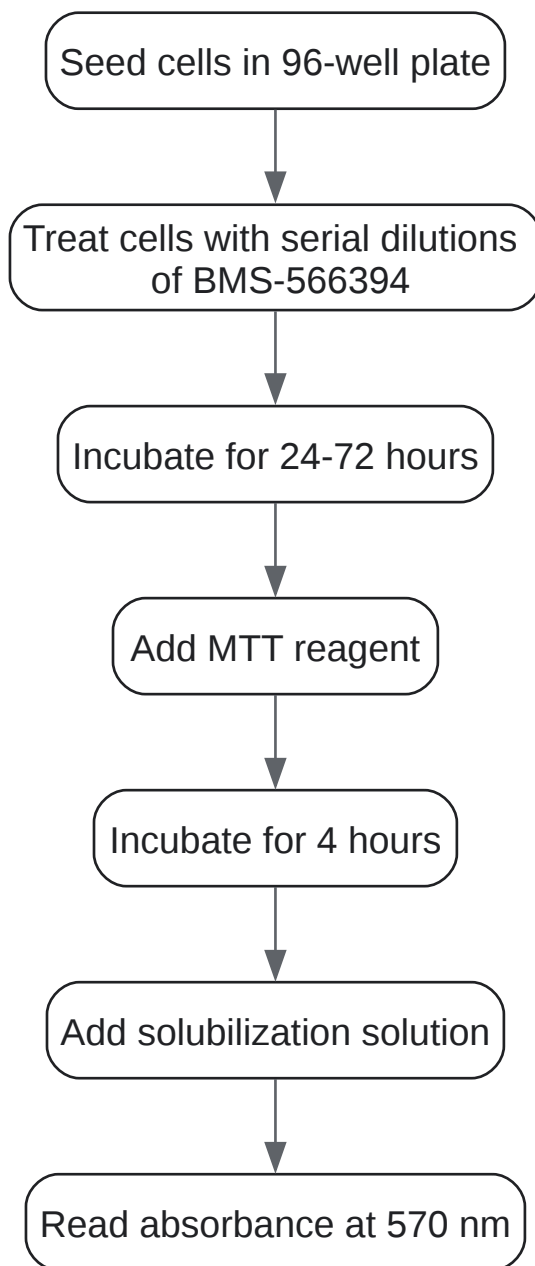 Seed cells in 96-well plate
Treat cells with serial dilutions
of BMS-566394
Incubate for 24-72 hours
Add MTT reagent
Incubate for 4 hours
Add solubilization solution
Read absorbance at 570 nm